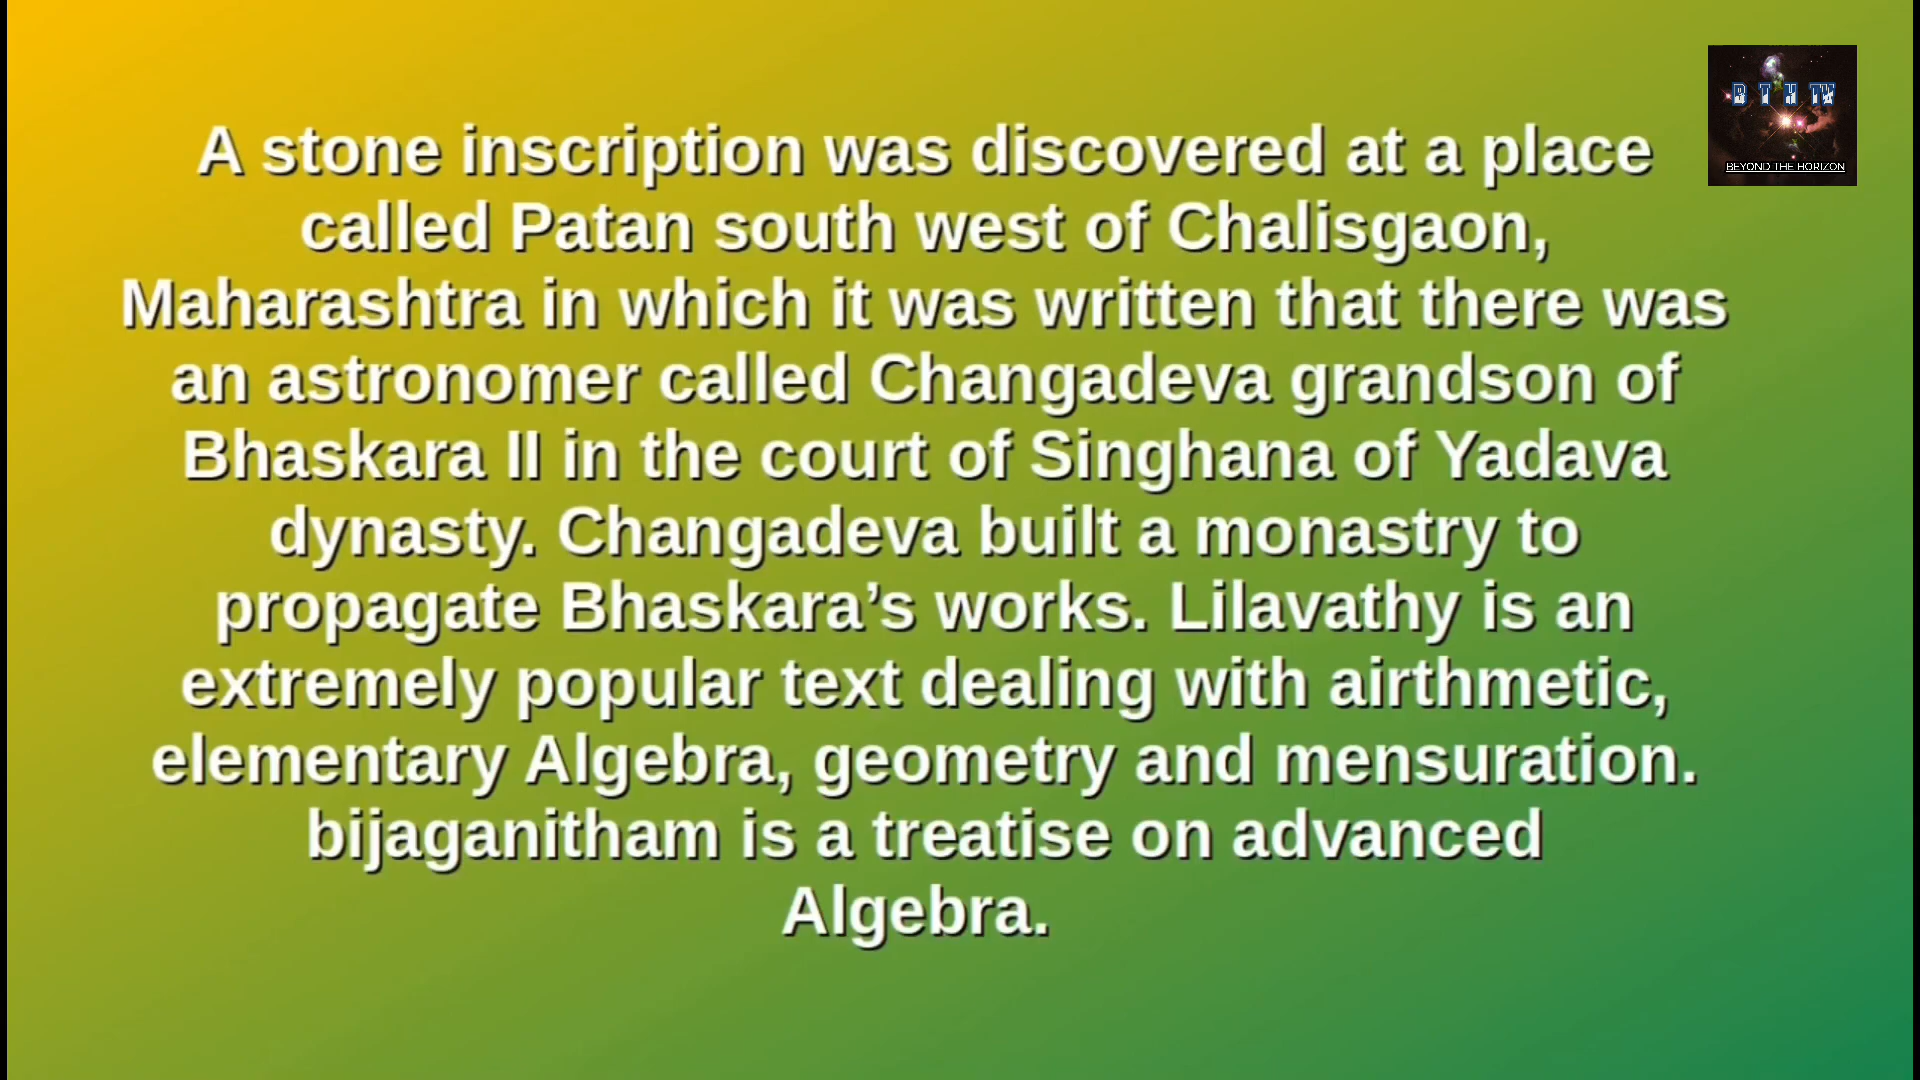 A stone inscription was discovered at a place
called Patan south west of Chalisgaon,
Maharashtra in which it was written that there was
an astronomer called Changadeva grandson of
Bhaskara II in the court of Singhana of Yadava
dynasty. Changadeva built a monastry to
propagate Bhaskara’s works. Lilavathy is an
extremely popular text dealing with airthmetic,
elementary Algebra, geometry and mensuration.
bijaganitham is a treatise on advanced
Algebra.
B T H TV
BEYOND THE HORIZON